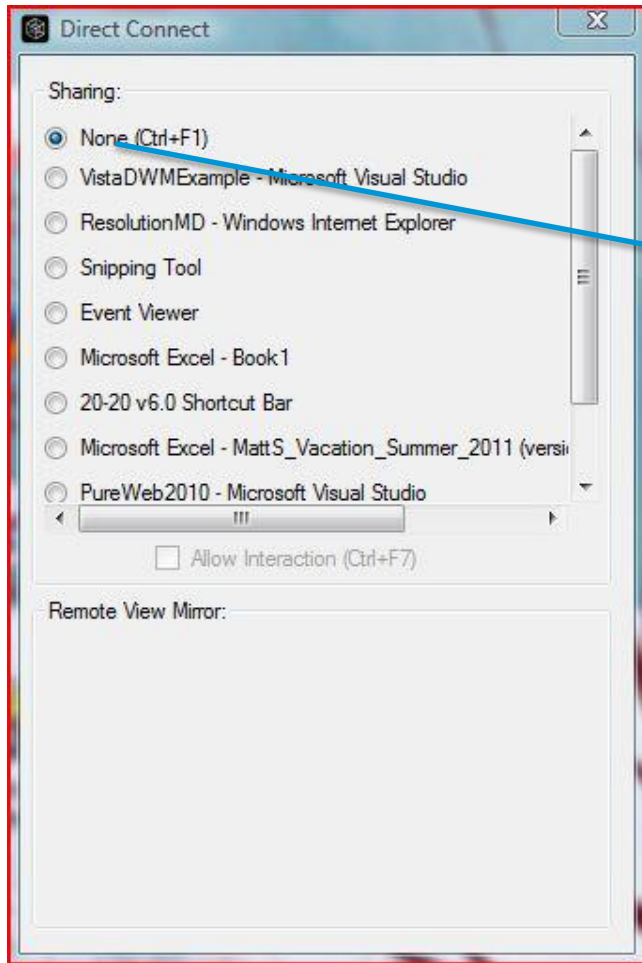 Direct Connect
Sharing:
None (Ctrl+F1)
VistaDWMExample - Microsoft Visual Studio
ResolutionMD - Windows Internet Explorer
Snipping Tool
Event Viewer
Microsoft Excel - Book1
20-20 v6.0 Shortcut Bar
Microsoft Excel - MattS_Vacation_Summer_2011 (versi
PureWeb2010 - Microsoft Visual Studio
Allow Interaction (Ctrl+F7)
Remote View Mirror: